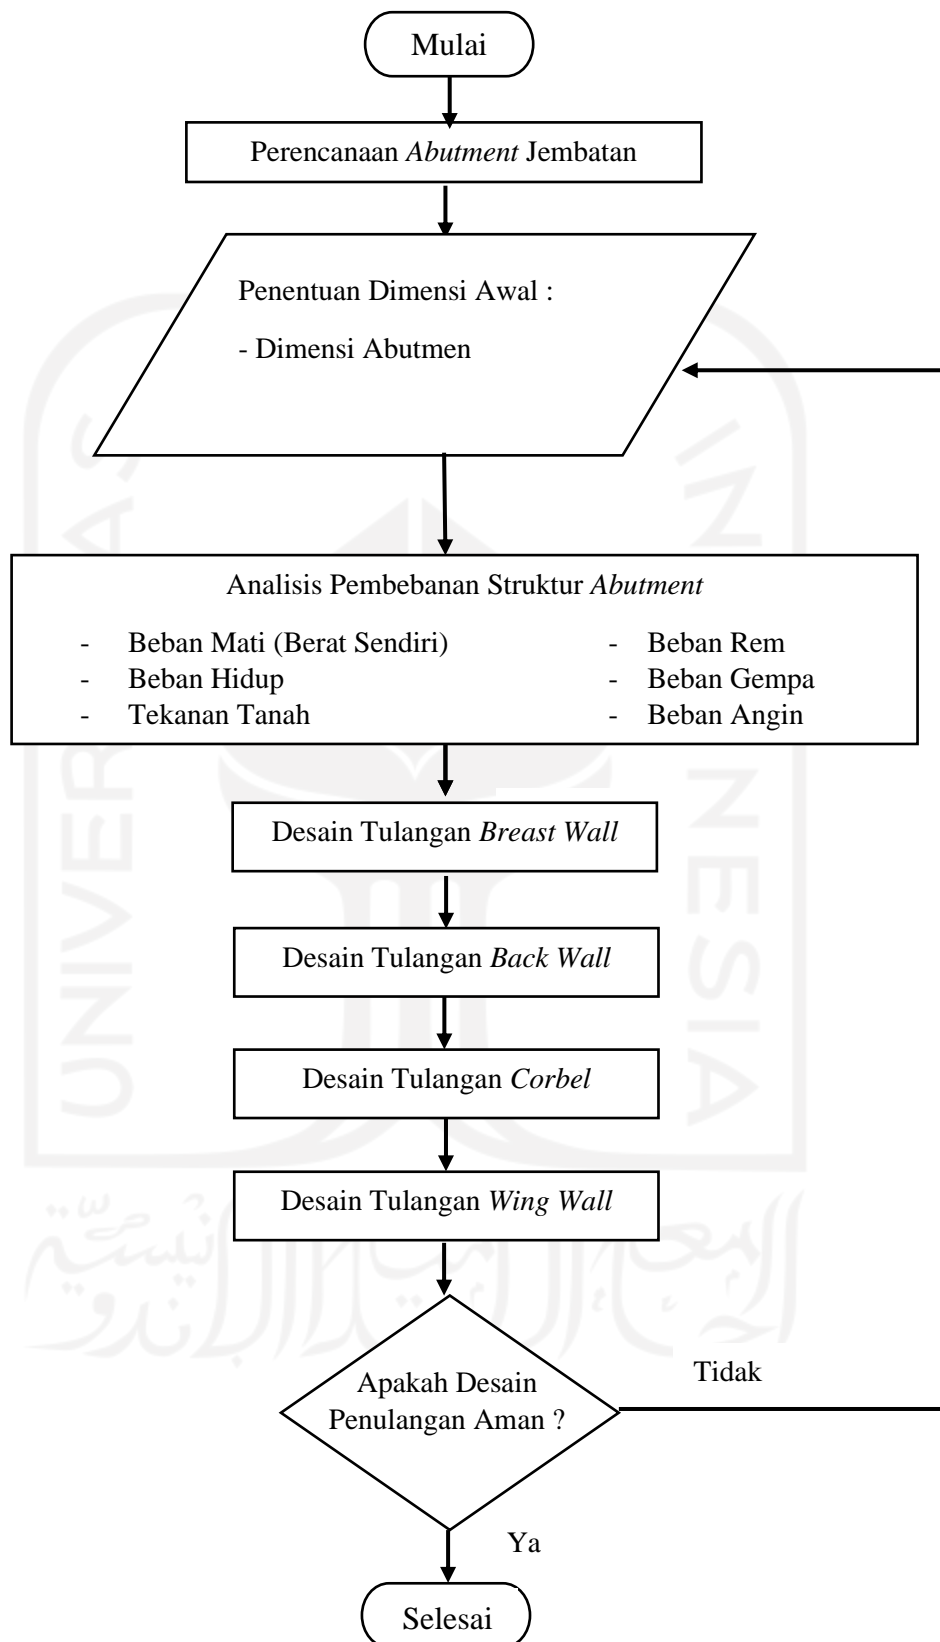 Mulai
Perencanaan Abutment Jembatan
Penentuan Dimensi Awal :
- Dimensi Abutmen
Analisis Pembebanan Struktur Abutment
- Beban Mati (Berat Sendiri)
- Beban Hidup
- Tekanan Tanah
- Beban Rem
- Beban Gempa
- Beban Angin
Desain Tulangan Breast Wall
Desain Tulangan Back Wall
Desain Tulangan Corbel
Desain Tulangan Wing Wall
Apakah Desain
Penulangan Aman ?
Tidak
Ya
Selesai